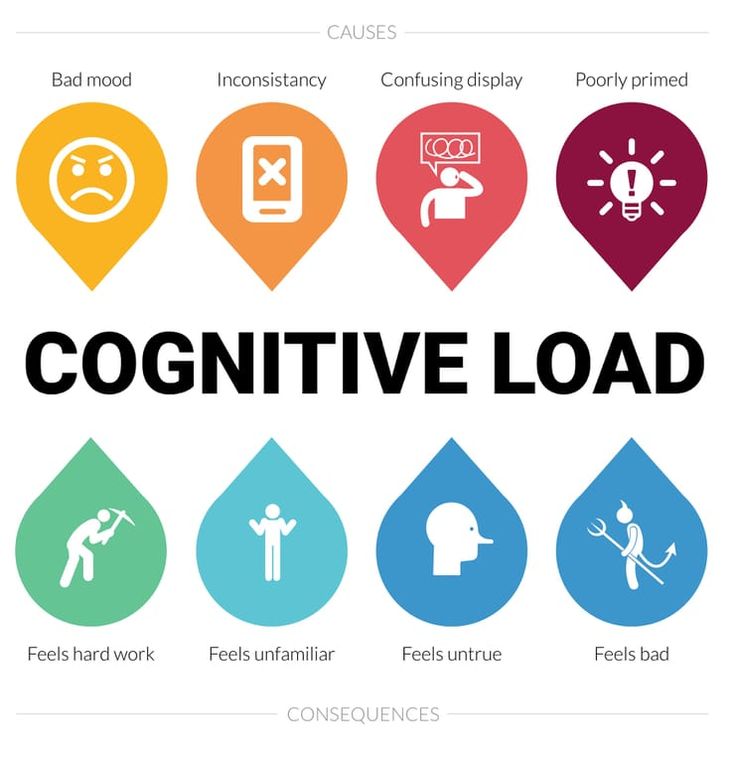 CAUSES
Bad mood
Inconsistancy
Confusing display
Poorly primed
COGNITIVE LOAD
Feels hard work
Feels unfamiliar
Feels untrue
Feels bad
CONSEQUENCES